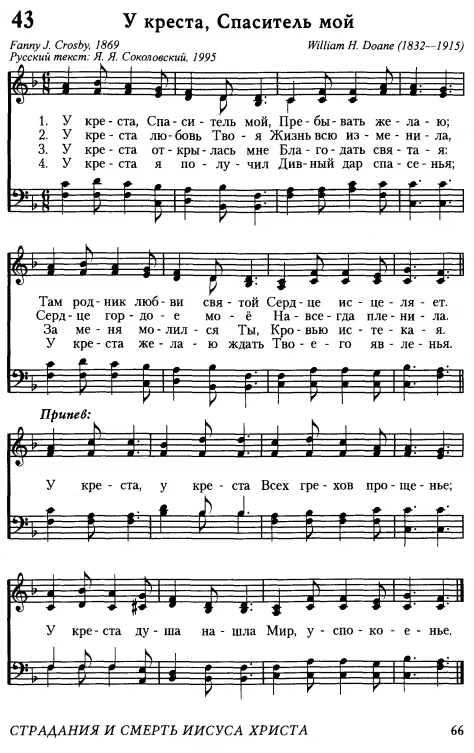 43 У креста, Спаситель мой
Fanny J. Crosby, 1869 William H. Doane (1832—1915)
Русский текст: Я. Я. Соколовский, 1995
1. У кре - ста, Спа - си - тель мой, Пре - бы - вать же - ла - ю;
2. У кре - ста лю - бовь Тво - я Жизнь всю из - ме - ни - ла,
3. У кре - ста от - кры - лась мне Бла - го - дать свя - та - я:
4. У кре - ста я по - лу - чил Див - ный дар спа - се - нья;
Там род - ник люб - ви свя - той Серд - це ис - це - ля - ет.
Серд - це гор - до - е мо - ё На - все - гда пле - ни - ла.
За ме - ня мо - лил - ся Ты, Кро - вью ис - те - ка - я.
У кре - ста же - ла - ю ждать Тво - е - го яв - ле - нья.
Припев:
У кре - ста, у кре - ста Всех гре - хов про - ще - нье;
У кре - ста ду - ша на - шла Мир, у - спо - ко - е - нье.
СТРАДАНИЯ И СМЕРТЬ ИИСУСА ХРИСТА 66